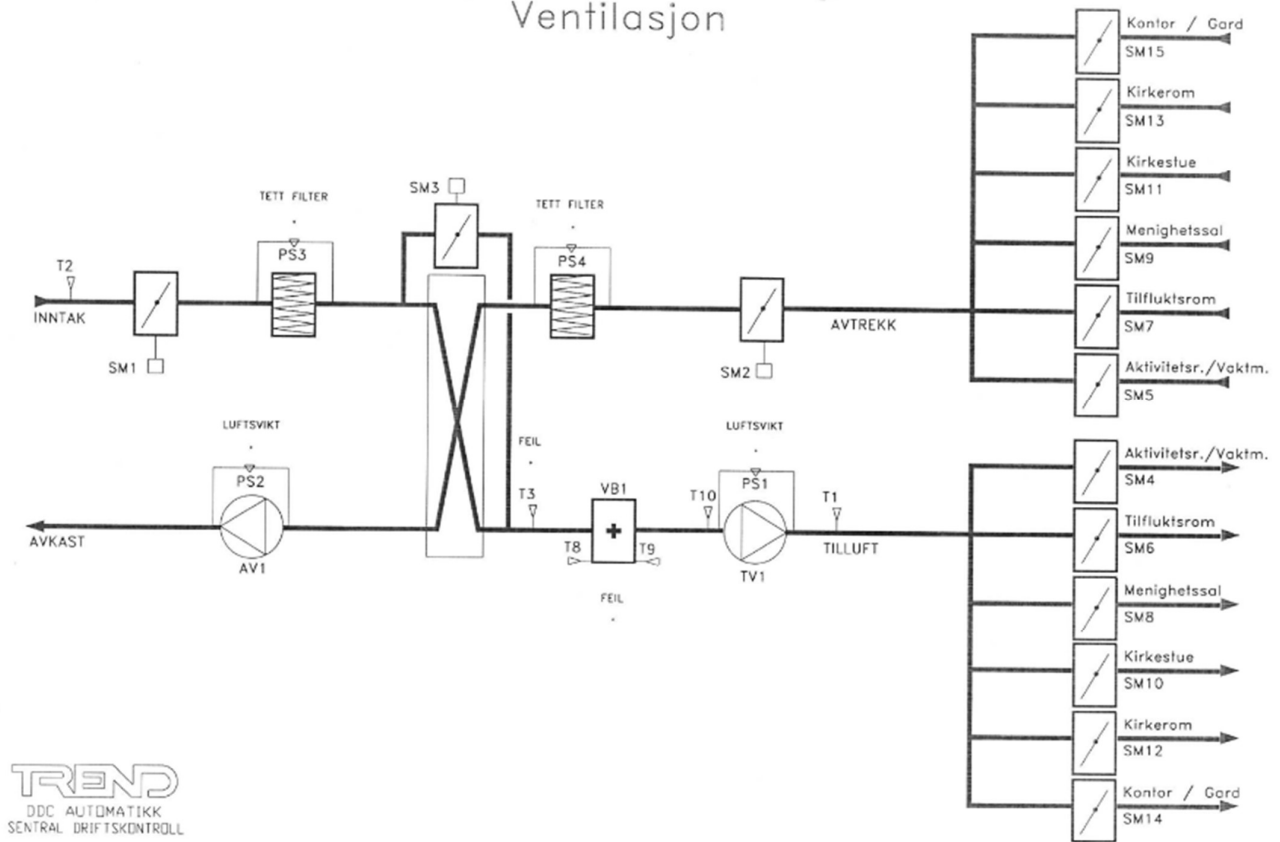 Ventilasjon
Kontor / Gard
SM15
Kirkerom
SM13
Kirkestue
SM11
Menighetssal
SM9
Tilfluktsrom
SM7
Aktivitetsr./Vaktm.
SM5
SM3
TETT FILTER
PS3
TETT FILTER
PS4
T2
INNTAK
SM1
SM2
AVTREKK
LUFTSVIKT
PS2
AVKAST
AV1
FEIL
T3
VB1
T8
T9
FEIL
T10
LUFTSVIKT
PS1
TV1
T1
TILLUFT
Aktivitetsr./Vaktm.
SM4
Tilfluktsrom
SM6
Menighetssal
SM8
Kirkestue
SM10
Kirkerom
SM12
Kontor / Gard
SM14
TREND
DDC AUTOMATIKK
SENTRAL DRIFTSKONTROLL